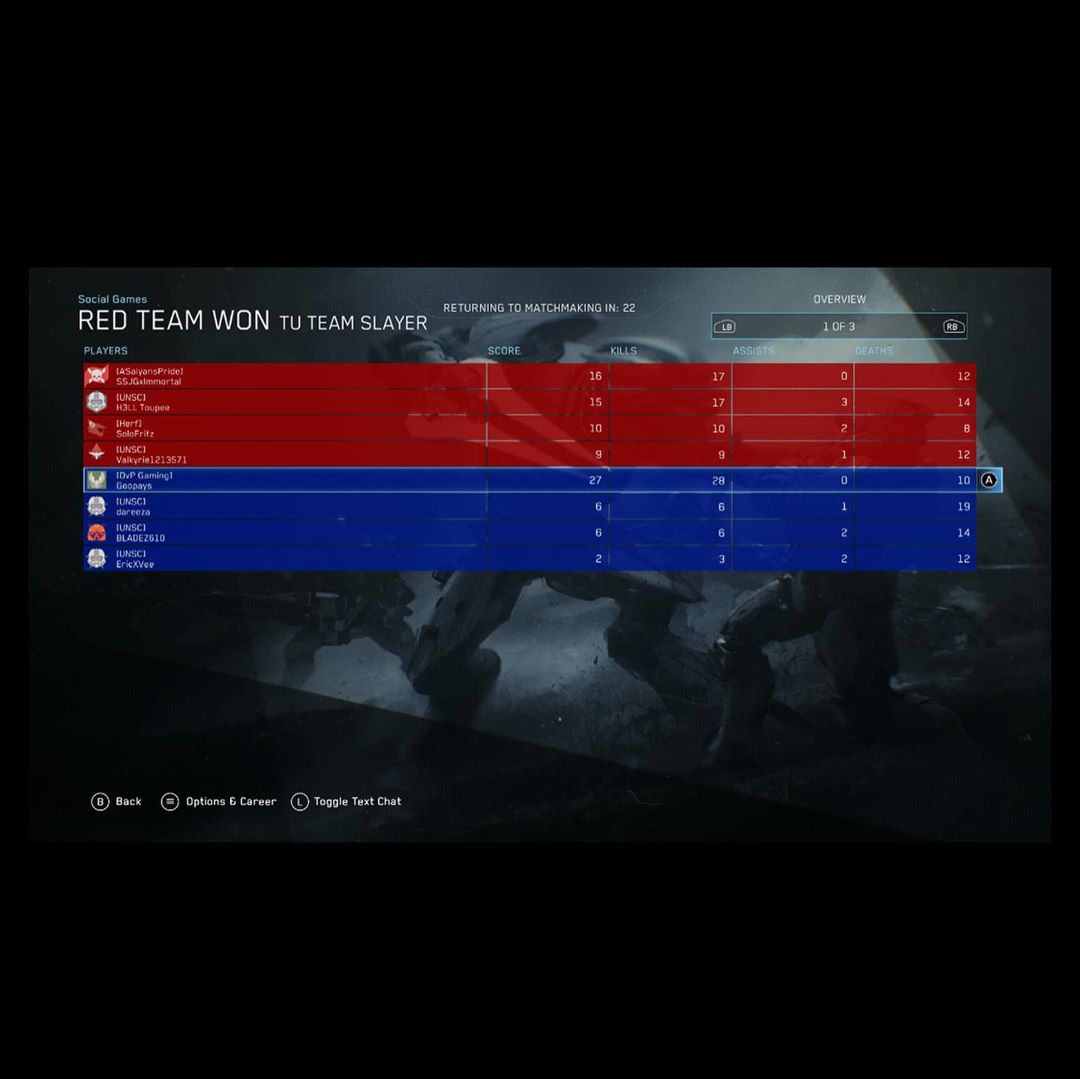 Social Games
RED TEAM WON TU TEAM SLAYER
RETURNING TO MATCHMAKING IN: 22
OVERVIEW
LB 1 OF 3 RB
PLAYERS SCORE KILLS ASSISTS DEATHS
[ASaiyansPride]
SSJGxImmortal 16 17 0 12
[UNSC]
H3LL Toupee 15 17 3 14
[Herf]
SoloFritz 10 10 2 8
[UNSC]
Valkyrie1213571 9 9 1 12
[OvP Gaming]
Goopays 27 28 0 10 A
[UNSC]
dareeza 6 6 1 19
[UNSC]
BLADEZ610 6 6 2 14
[UNSC]
EricXVee 2 3 2 12
B Back Options & Career L Toggle Text Chat